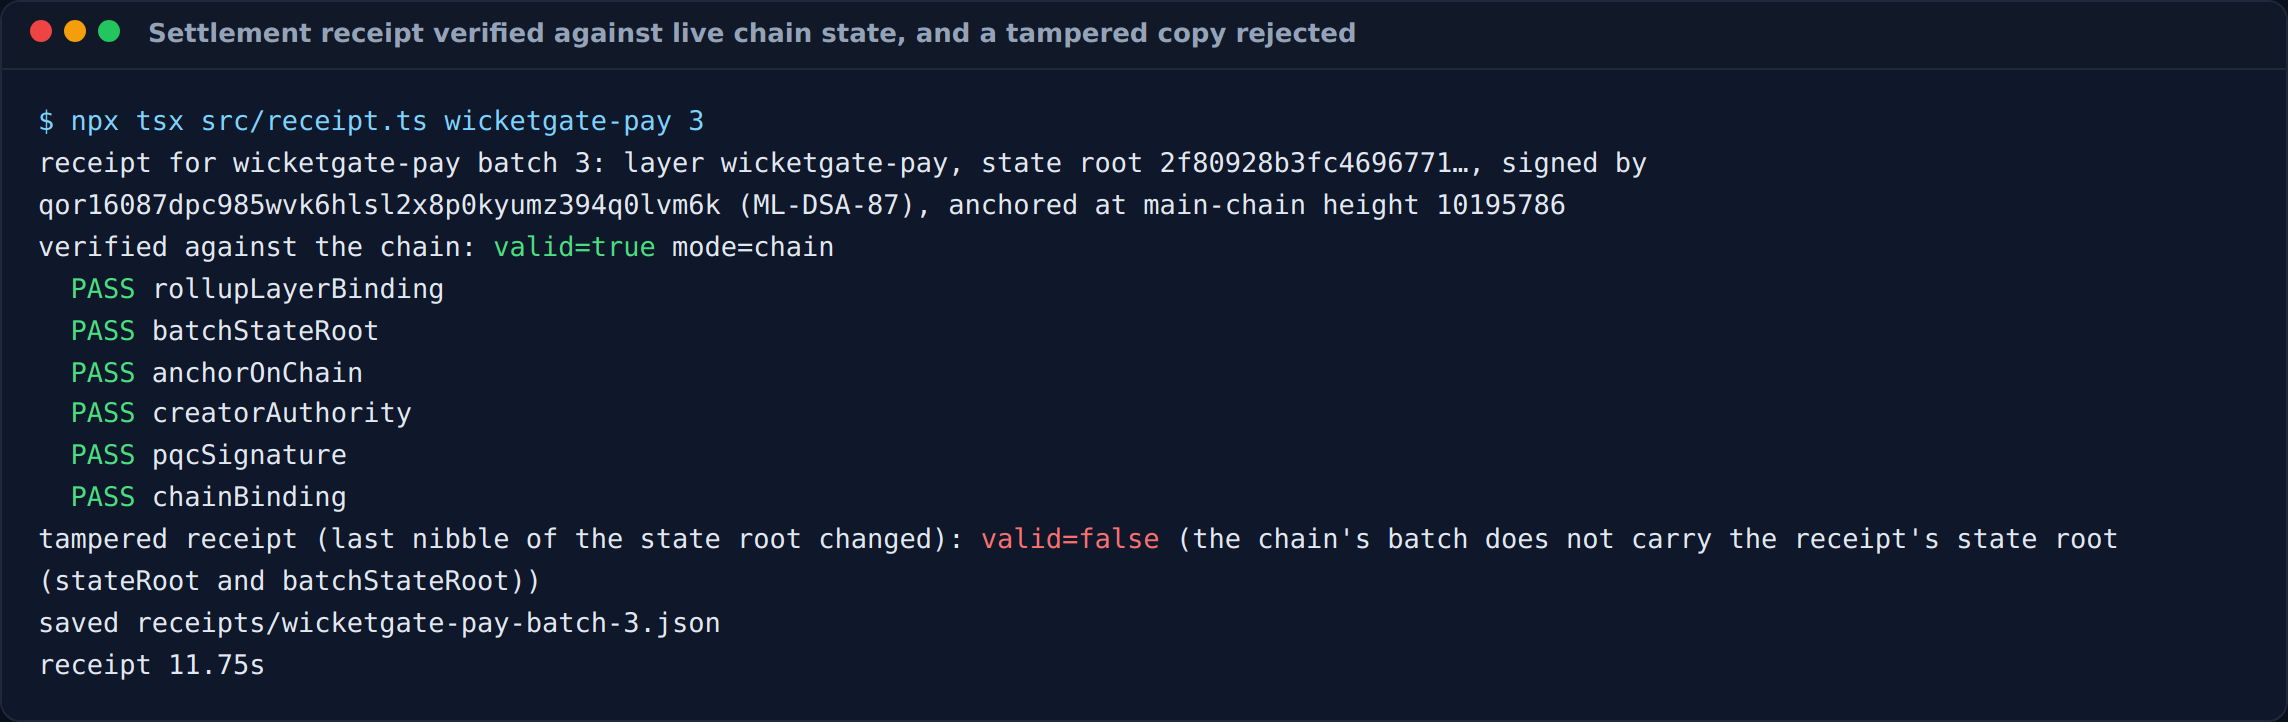 Settlement receipt verified against live chain state, and a tampered copy rejected
$ npx tsx src/receipt.ts wicketgate-pay 3
receipt for wicketgate-pay batch 3: layer wicketgate-pay, state root 2f80928b3fc4696771…, signed by
qor16087dpc985wvk6hlsl2x8p0kyumz394q0lvm6k (ML-DSA-87), anchored at main-chain height 10195786
verified against the chain: valid=true mode=chain
PASS rollupLayerBinding
PASS batchStateRoot
PASS anchorOnChain
PASS creatorAuthority
PASS pqcSignature
PASS chainBinding
tampered receipt (last nibble of the state root changed): valid=false (the chain's batch does not carry the receipt's state root
(stateRoot and batchStateRoot))
saved receipts/wicketgate-pay-batch-3.json
receipt 11.75s